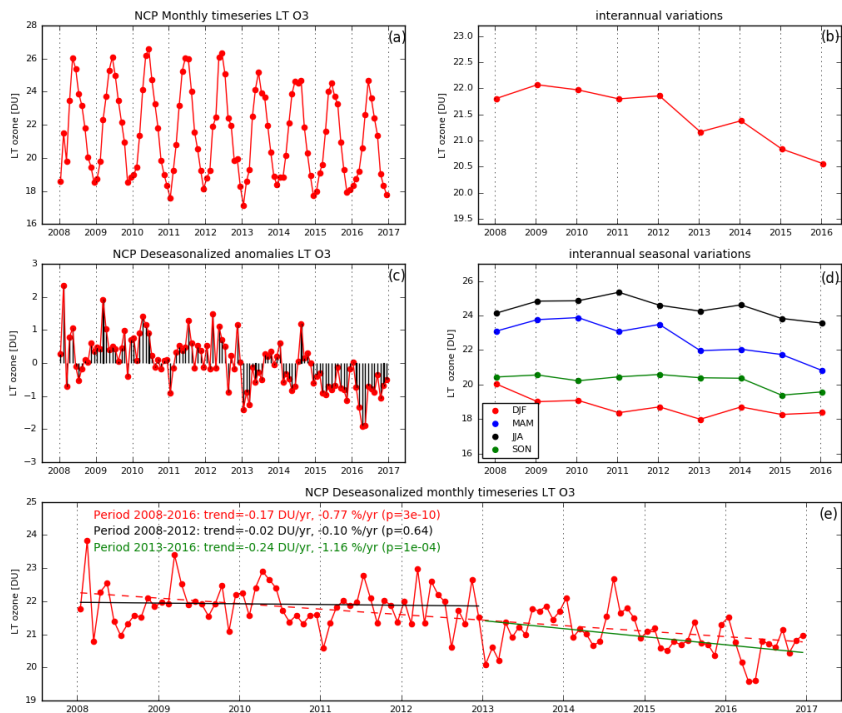 NCP Monthly timeseries LT O3
(a)
LT ozone [DU]
28
26
24
22
20
18
16
2008 2009 2010 2011 2012 2013 2014 2015 2016 2017
interannual variations
(b)
LT ozone [DU]
23.0
22.5
22.0
21.5
21.0
20.5
20.0
19.5
2008 2009 2010 2011 2012 2013 2014 2015 2016
NCP Deseasonalized anomalies LT O3
(c)
LT ozone [DU]
3
2
1
0
−1
−2
−3
2008 2009 2010 2011 2012 2013 2014 2015 2016 2017
interannual seasonal variations
(d)
LT ozone [DU]
26
24
22
20
18
16
DJF
MAM
JJA
SON
2008 2009 2010 2011 2012 2013 2014 2015 2016
NCP Deseasonalized monthly timeseries LT O3
(e)
Period 2008-2016: trend=-0.17 DU/yr, -0.77 %/yr (p=3e-10)
Period 2008-2012: trend=-0.02 DU/yr, -0.10 %/yr (p=0.64)
Period 2013-2016: trend=-0.24 DU/yr, -1.16 %/yr (p=1e-04)
LT ozone [DU]
25
24
23
22
21
20
19
2008 2009 2010 2011 2012 2013 2014 2015 2016 2017